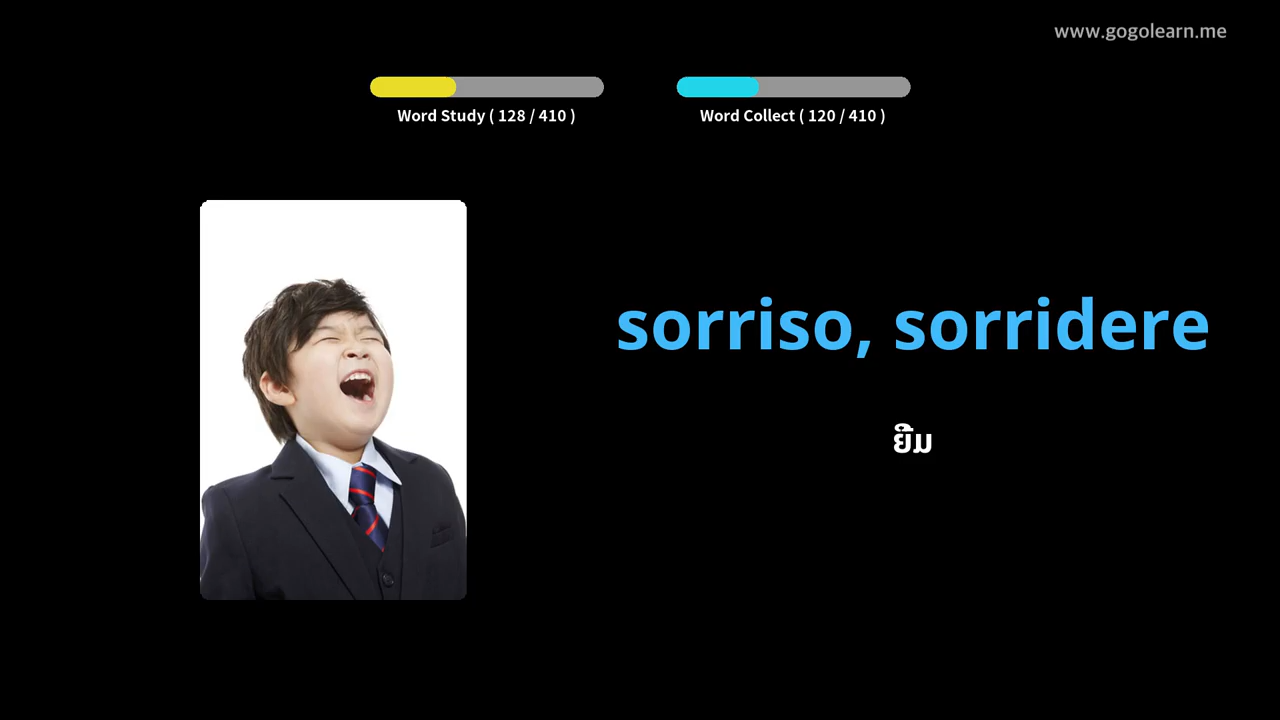 www.gogolearn.me
Word Study ( 128 / 410 )
Word Collect ( 120 / 410 )
sorriso, sorridere
ຍີ້ມ